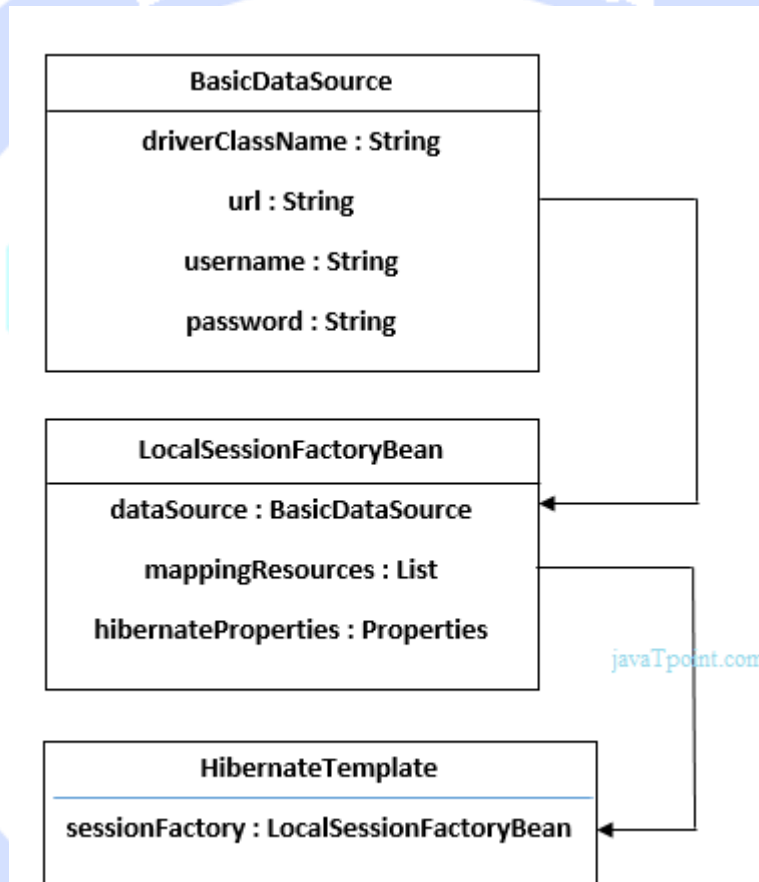 BasicDataSource
driverClassName : String
url : String
username : String
password : String
LocalSessionFactoryBean
dataSource : BasicDataSource
mappingResources : List
hibernateProperties : Properties
javaTpoint.com
HibernateTemplate
sessionFactory : LocalSessionFactoryBean